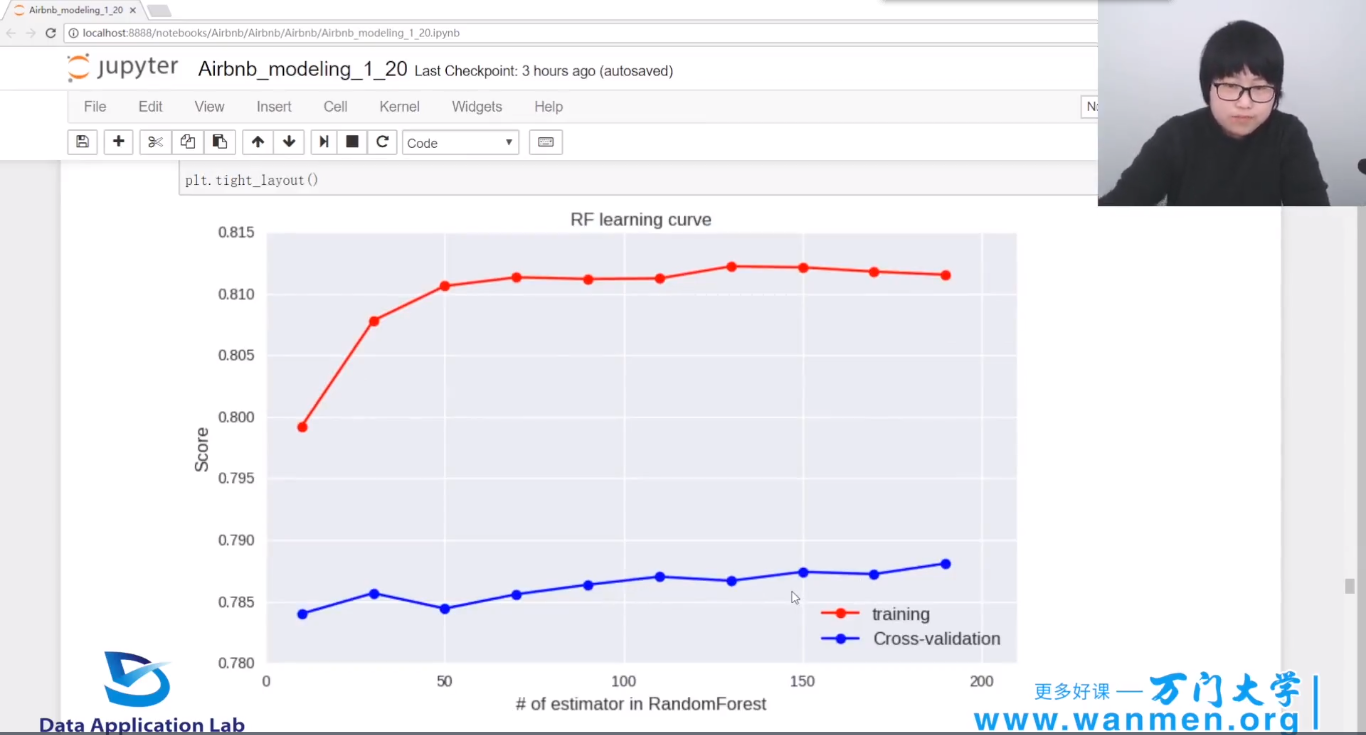 Airbnb_modeling_1_20
localhost:8888/notebooks/Airbnb/Airbnb/Airbnb/Airbnb_modeling_1_20.ipynb
jupyter Airbnb_modeling_1_20 Last Checkpoint: 3 hours ago (autosaved)
File Edit View Insert Cell Kernel Widgets Help
Code
plt.tight_layout()
RF learning curve
0.815
0.810
0.805
0.800
0.795
0.790
0.785
0.780
Score
training
Cross-validation
0 50 100 150 200
# of estimator in RandomForest
Data Application Lab
更多好课 — 万门大学
www.wanmen.org